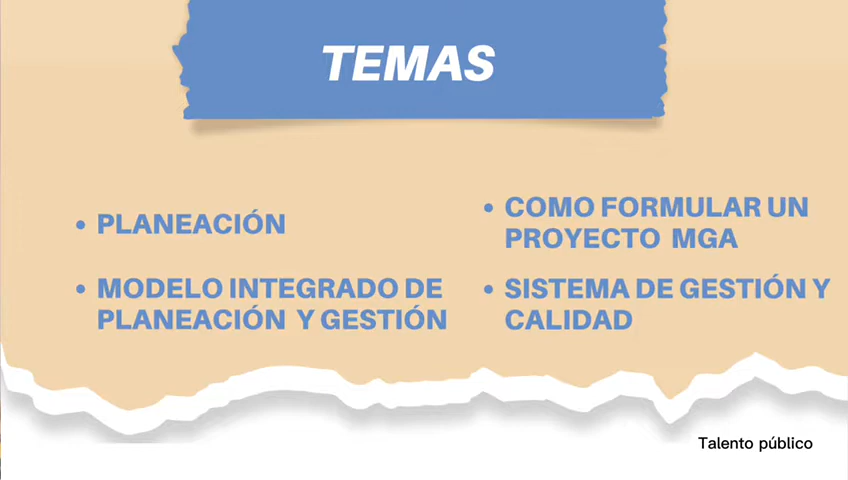 TEMAS
• PLANEACIÓN
• MODELO INTEGRADO DE
PLANEACIÓN Y GESTIÓN
• COMO FORMULAR UN
PROYECTO MGA
• SISTEMA DE GESTIÓN Y
CALIDAD
Talento público